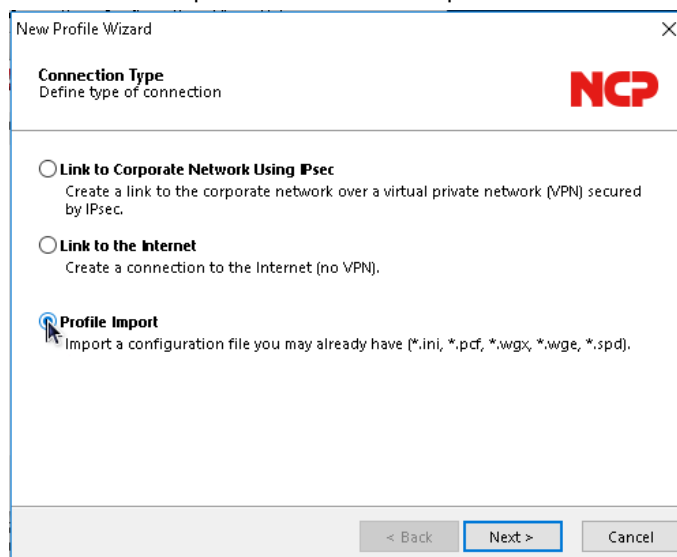 New Profile Wizard
Connection Type
Define type of connection
NCP
Link to Corporate Network Using IPsec
Create a link to the corporate network over a virtual private network (VPN) secured
by IPsec.
Link to the Internet
Create a connection to the Internet (no VPN).
Profile Import
Import a configuration file you may already have (*.ini, *.pcf, *.wgx, *.wge, *.spd).
< Back
Next >
Cancel